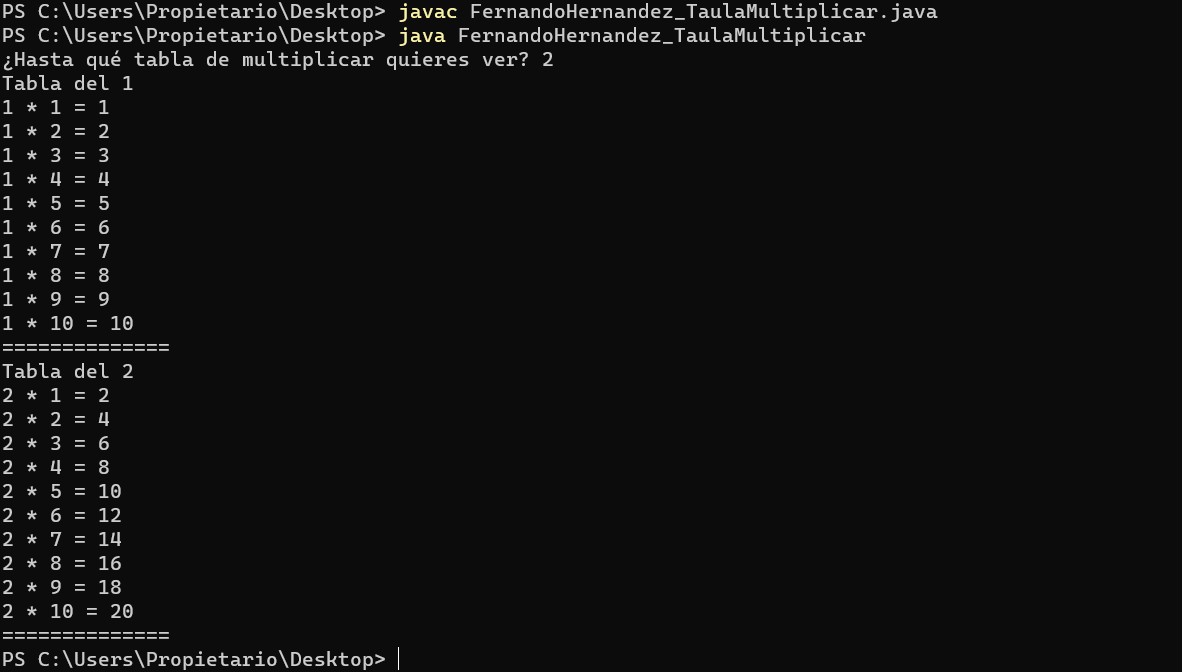 PS C:\Users\Propietario\Desktop> javac FernandoHernandez_TaulaMultiplicar.java
PS C:\Users\Propietario\Desktop> java FernandoHernandez_TaulaMultiplicar
¿Hasta qué tabla de multiplicar quieres ver? 2
Tabla del 1
1 * 1 = 1
1 * 2 = 2
1 * 3 = 3
1 * 4 = 4
1 * 5 = 5
1 * 6 = 6
1 * 7 = 7
1 * 8 = 8
1 * 9 = 9
1 * 10 = 10
==============
Tabla del 2
2 * 1 = 2
2 * 2 = 4
2 * 3 = 6
2 * 4 = 8
2 * 5 = 10
2 * 6 = 12
2 * 7 = 14
2 * 8 = 16
2 * 9 = 18
2 * 10 = 20
==============
PS C:\Users\Propietario\Desktop>